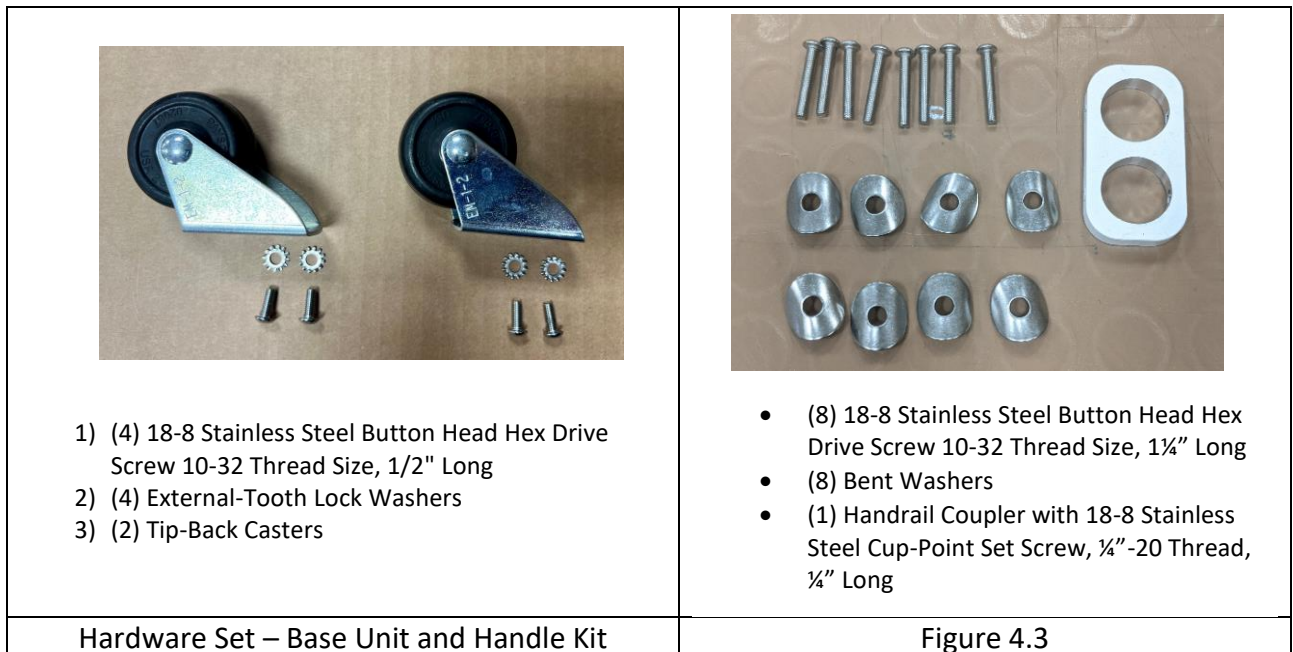 EN-1-2
1) (4) 18-8 Stainless Steel Button Head Hex Drive
Screw 10-32 Thread Size, 1/2" Long
2) (4) External-Tooth Lock Washers
3) (2) Tip-Back Casters
• (8) 18-8 Stainless Steel Button Head Hex
Drive Screw 10-32 Thread Size, 1¼” Long
• (8) Bent Washers
• (1) Handrail Coupler with 18-8 Stainless
Steel Cup-Point Set Screw, ¼”-20 Thread,
¼” Long
Hardware Set – Base Unit and Handle Kit
Figure 4.3